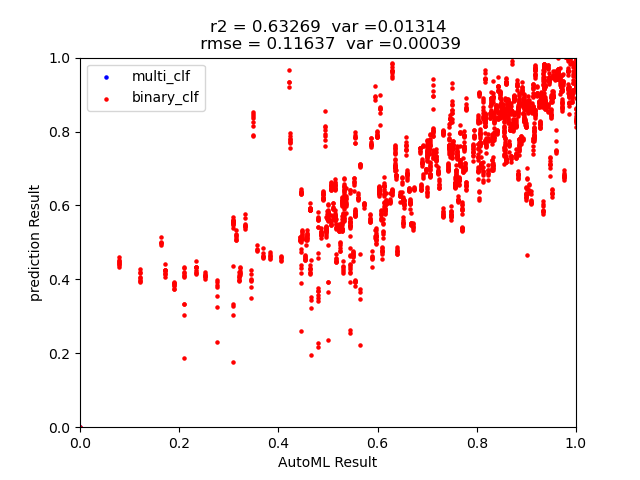 r2 = 0.63269  var =0.01314
rmse = 0.11637  var =0.00039
multi_clf
binary_clf
1.0
0.8
0.6
0.4
0.2
0.0
prediction Result
0.0 0.2 0.4 0.6 0.8 1.0
AutoML Result